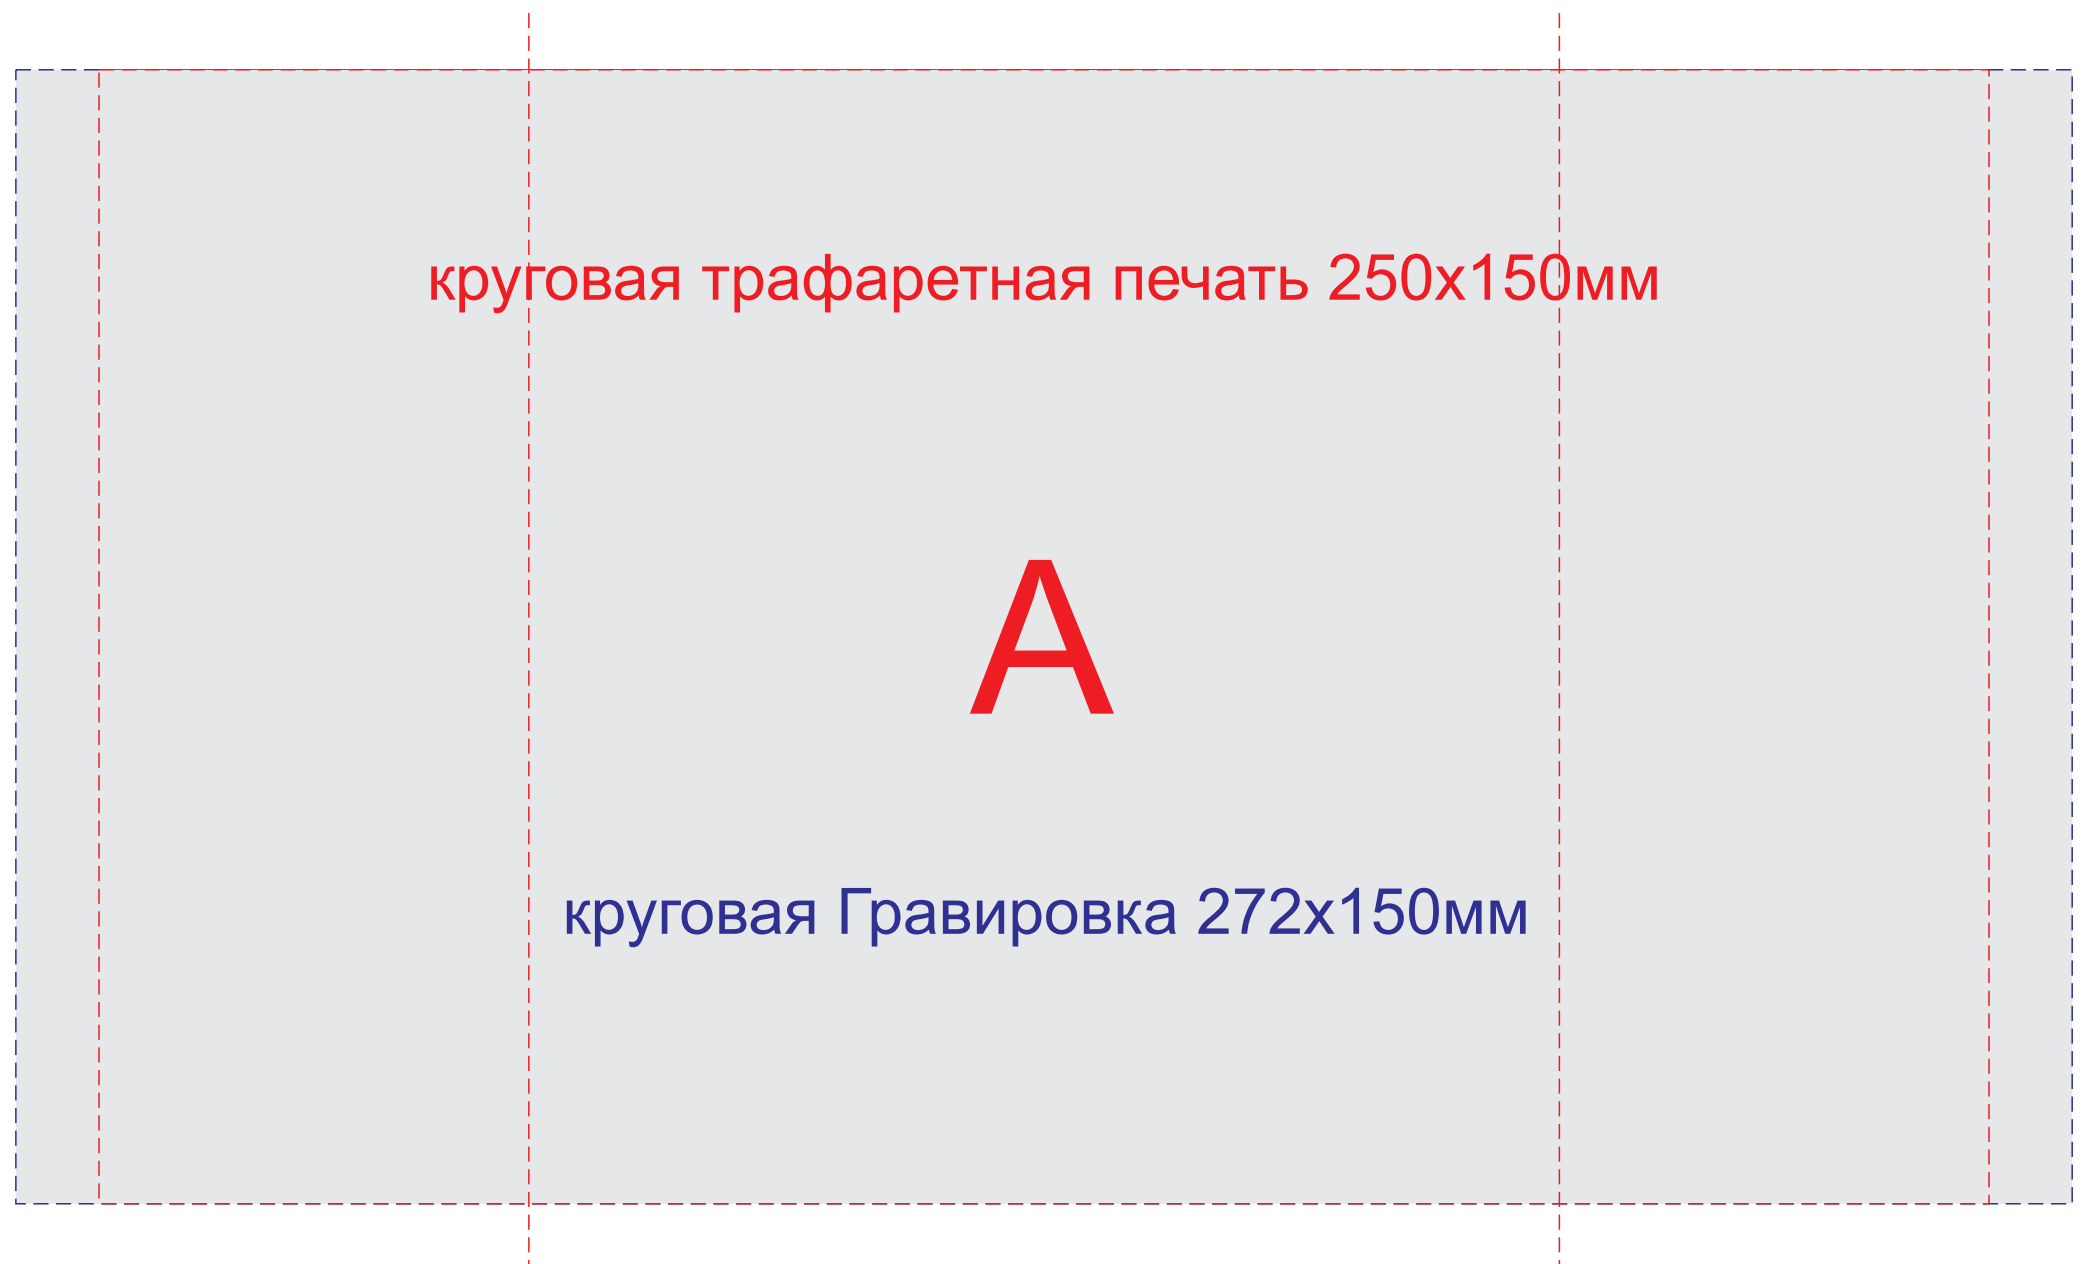 круговая трафаретная печать 250х150мм
А
круговая Гравировка 272х150мм